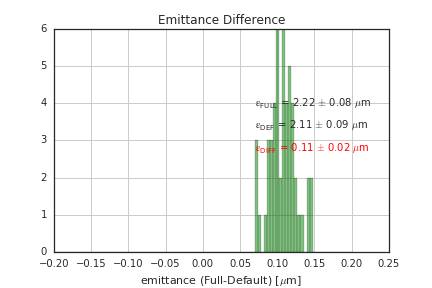 Emittance Difference
6
5
4
3
2
1
0
ε_FULL = 2.22 ± 0.08 μm
ε_DEF = 2.11 ± 0.09 μm
ε_DIFF = 0.11 ± 0.02 μm
−0.20 −0.15 −0.10 −0.05 0.00 0.05 0.10 0.15 0.20 0.25
emittance (Full-Default) [μm]